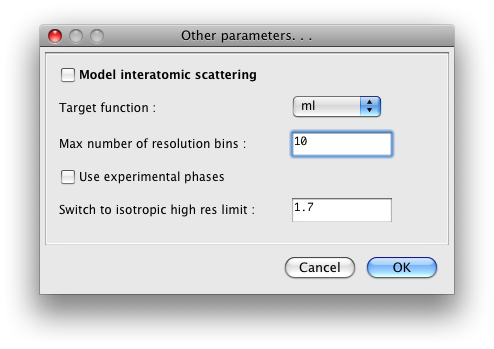 Other parameters. . .
Model interatomic scattering
Target function : ml
Max number of resolution bins : 10
Use experimental phases
Switch to isotropic high res limit : 1.7
Cancel OK